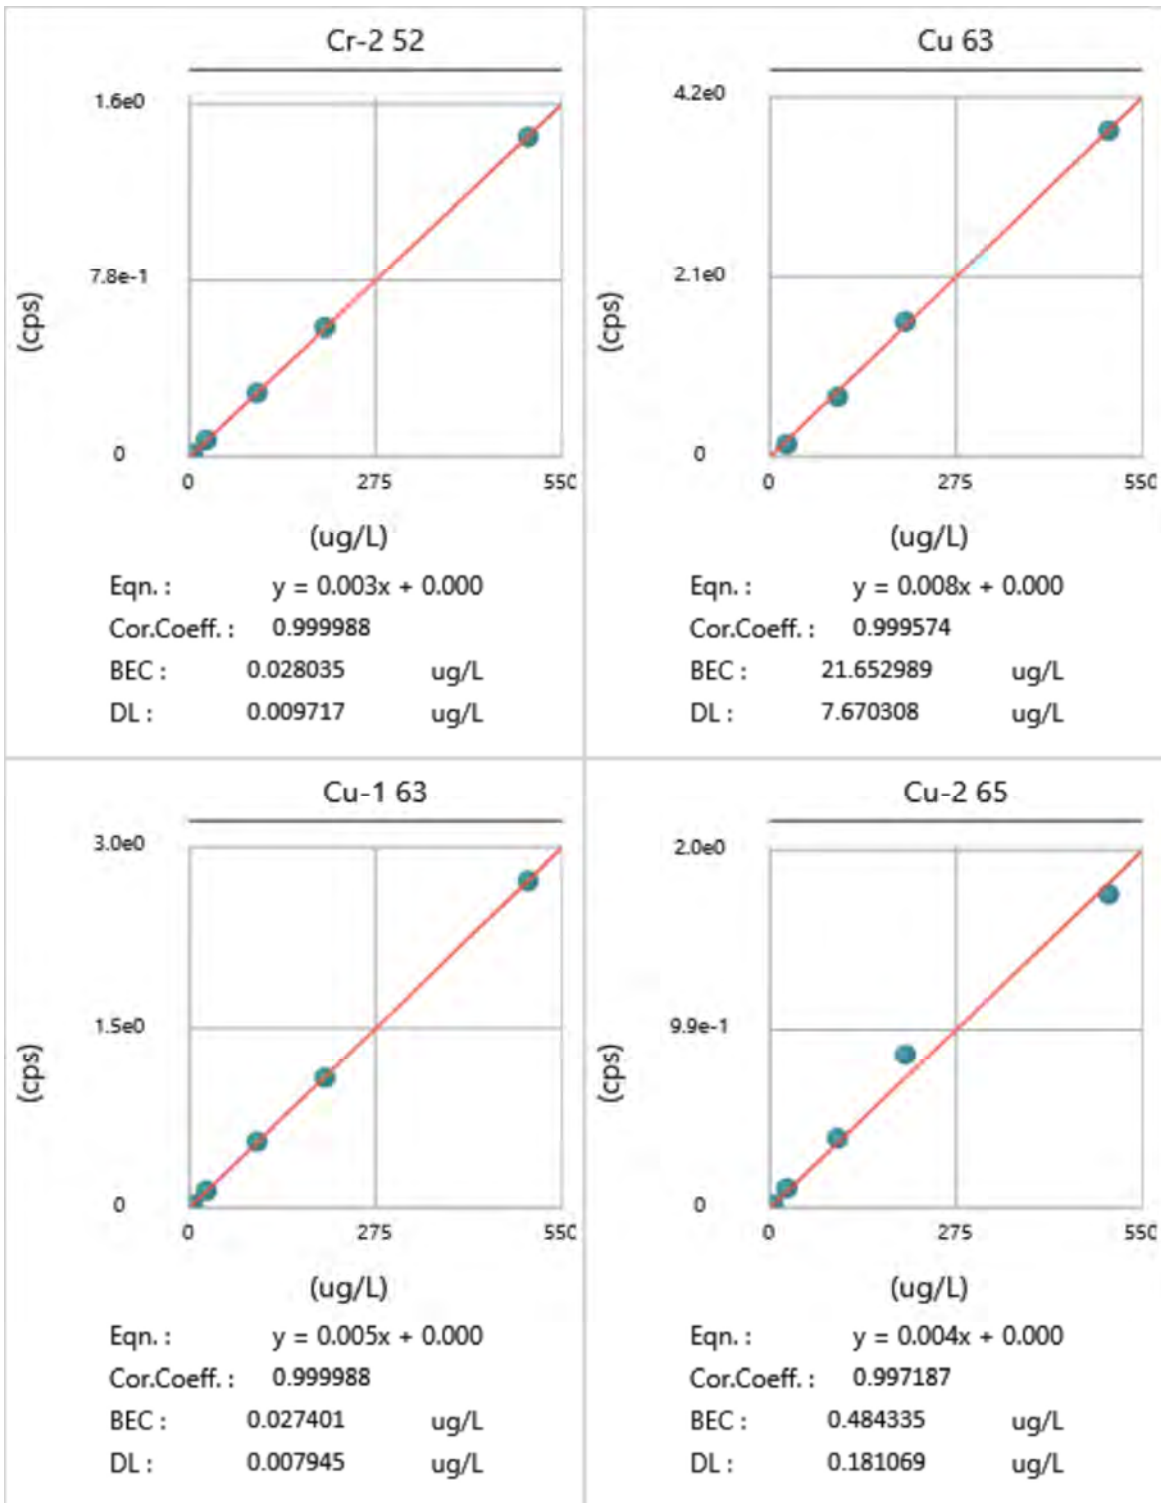 Cr-2 52
1.6e0
7.8e-1
0
(cps)
0 275 550
(ug/L)
Eqn. : y = 0.003x + 0.000
Cor.Coeff. : 0.999988
BEC : 0.028035 ug/L
DL : 0.009717 ug/L
Cu 63
4.2e0
2.1e0
0
(cps)
0 275 550
(ug/L)
Eqn. : y = 0.008x + 0.000
Cor.Coeff. : 0.999574
BEC : 21.652989 ug/L
DL : 7.670308 ug/L
Cu-1 63
3.0e0
1.5e0
0
(cps)
0 275 550
(ug/L)
Eqn. : y = 0.005x + 0.000
Cor.Coeff. : 0.999988
BEC : 0.027401 ug/L
DL : 0.007945 ug/L
Cu-2 65
2.0e0
9.9e-1
0
(cps)
0 275 550
(ug/L)
Eqn. : y = 0.004x + 0.000
Cor.Coeff. : 0.997187
BEC : 0.484335 ug/L
DL : 0.181069 ug/L